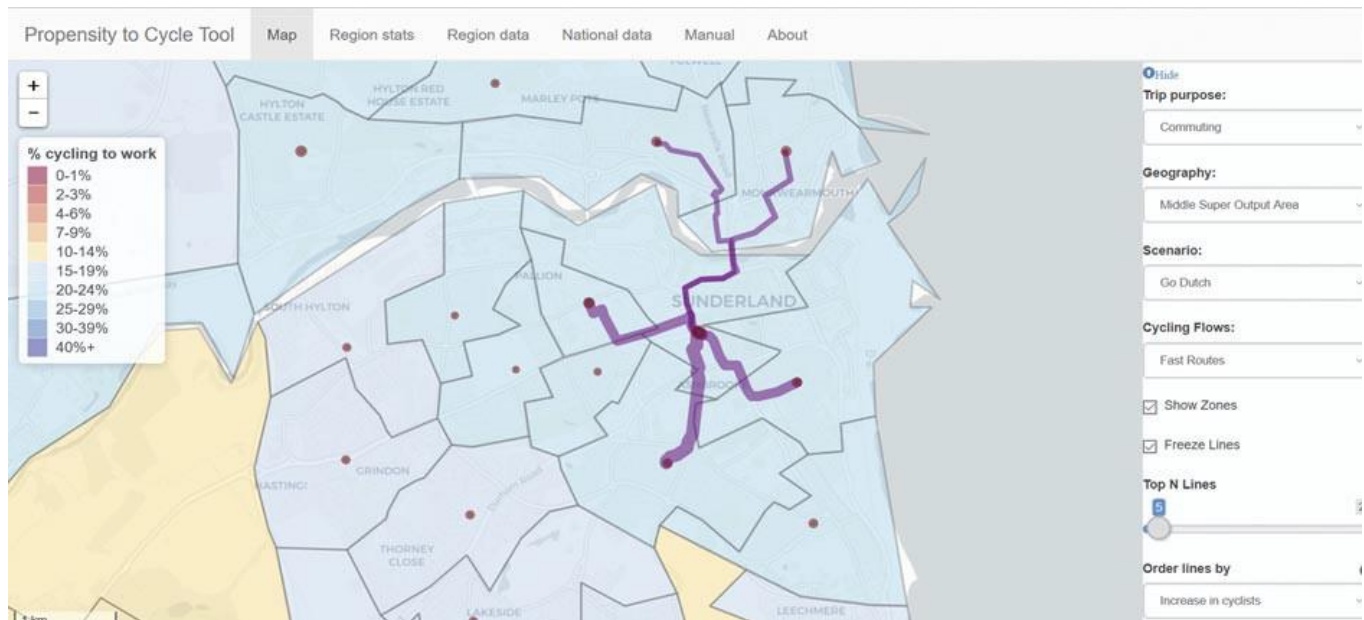 Propensity to Cycle Tool Map Region stats Region data National data Manual About
+
−
% cycling to work
0-1%
2-3%
4-6%
7-9%
10-14%
15-19%
20-24%
25-29%
30-39%
40%+
HYLTON
CASTLE ESTATE
HYLTON RED
HOUSE ESTATE
MARLEY POTS
MONKWEARMOUTH
PALLION
SUNDERLAND
SOUTH HYLTON
GRINDON
HASTINGS
Durham Road
THORNEY
CLOSE
LAKESIDE
LEECHMERE
Hide
Trip purpose:
Commuting
Geography:
Middle Super Output Area
Scenario:
Go Dutch
Cycling Flows:
Fast Routes
Show Zones
Freeze Lines
Top N Lines
5
Order lines by
Increase in cyclists